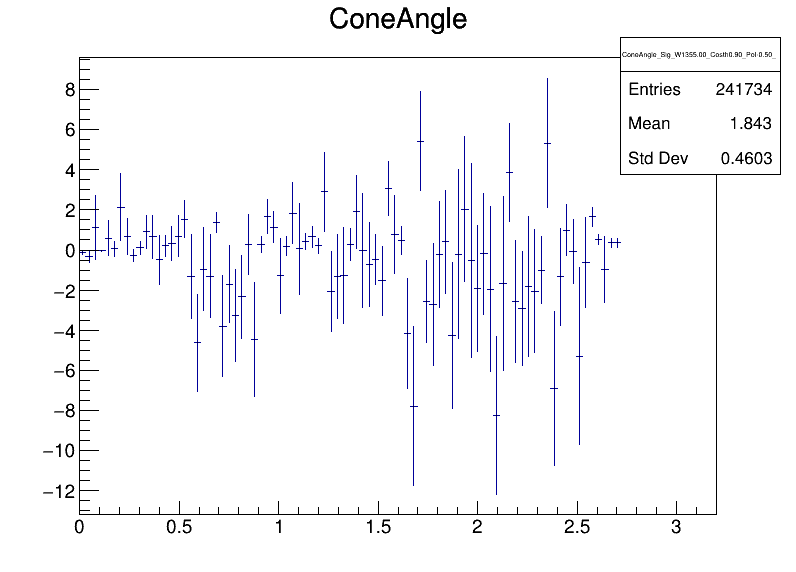 ConeAngle
ConeAngle_Sig_W1355.00_Costh0.90_Pol-0.50_
Entries 241734
Mean 1.843
Std Dev 0.4603
8
6
4
2
0
−2
−4
−6
−8
−10
−12
0 0.5 1 1.5 2 2.5 3